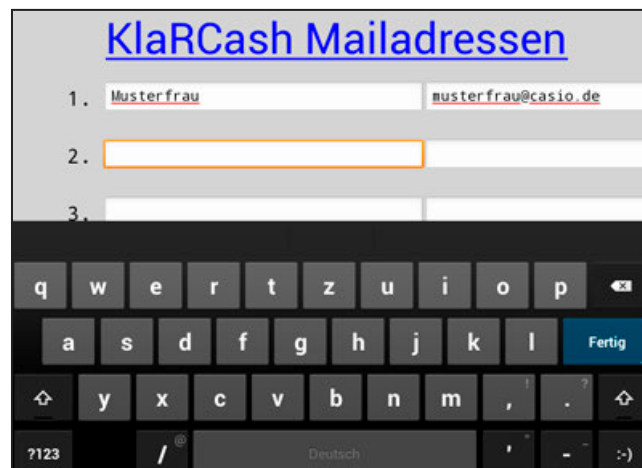 KlaRCash Mailadressen
1. Musterfrau musterfrau@casio.de
2.
3.
q w e r t z u i o p
a s d f g h j k l Fertig
! ?
y x c v b n m , .
@ " _
?123 / Deutsch ' - :-)